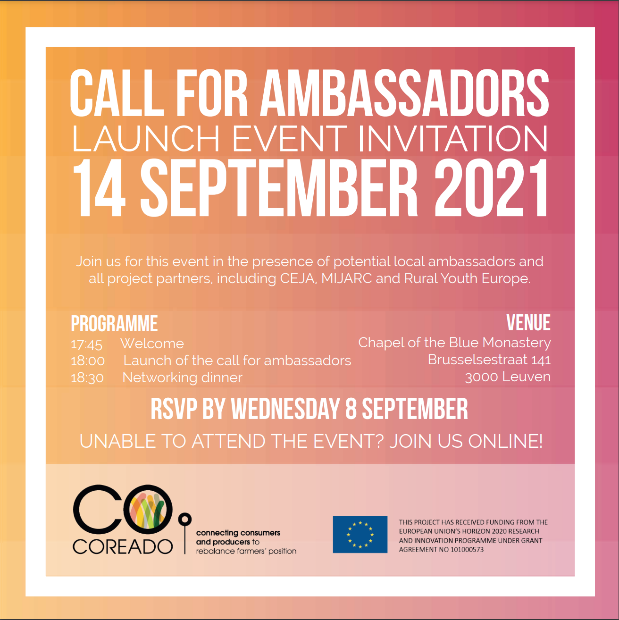 CALL FOR AMBASSADORS
LAUNCH EVENT INVITATION
14 SEPTEMBER 2021
Join us for this event in the presence of potential local ambassadors and
all project partners, including CEJA, MIJARC and Rural Youth Europe.
PROGRAMME
17:45 Welcome
18:00 Launch of the call for ambassadors
18:30 Networking dinner
VENUE
Chapel of the Blue Monastery
Brusselsestraat 141
3000 Leuven
RSVP BY WEDNESDAY 8 SEPTEMBER
UNABLE TO ATTEND THE EVENT? JOIN US ONLINE!
CO
COREADO
connecting consumers
and producers to
rebalance farmers' position
THIS PROJECT HAS RECEIVED FUNDING FROM THE
EUROPEAN UNION'S HORIZON 2020 RESEARCH
AND INNOVATION PROGRAMME UNDER GRANT
AGREEMENT NO 101000573